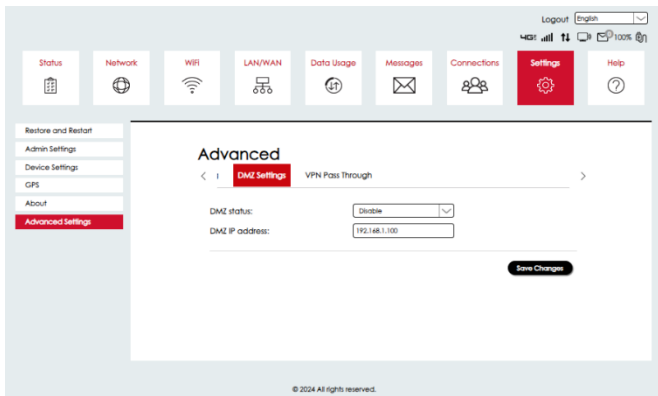 Logout English
4GE 100%
Status Network WiFi LAN/WAN Data Usage Messages Connections Settings Help
Restore and Restart
Admin Settings
Device Settings
GPS
About
Advanced Settings
Advanced
DMZ Settings VPN Pass Through
DMZ status: Disable
DMZ IP address: 192.168.1.100
Save Changes
© 2024 All rights reserved.